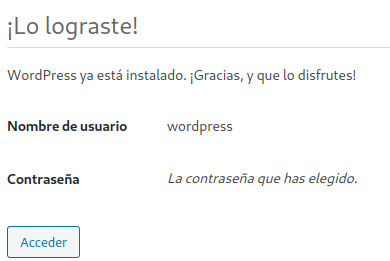 ¡Lo lograste!
WordPress ya está instalado. ¡Gracias, y que lo disfrutes!
Nombre de usuario wordpress
Contraseña La contraseña que has elegido.
Acceder